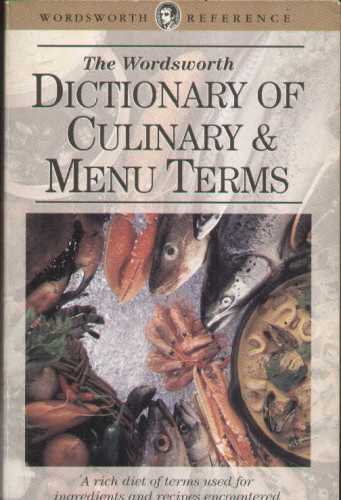 WORDSWORTH REFERENCE
The Wordsworth
DICTIONARY OF
CULINARY &
MENU TERMS
'A rich diet of terms used for
ingredients and recipes encountered